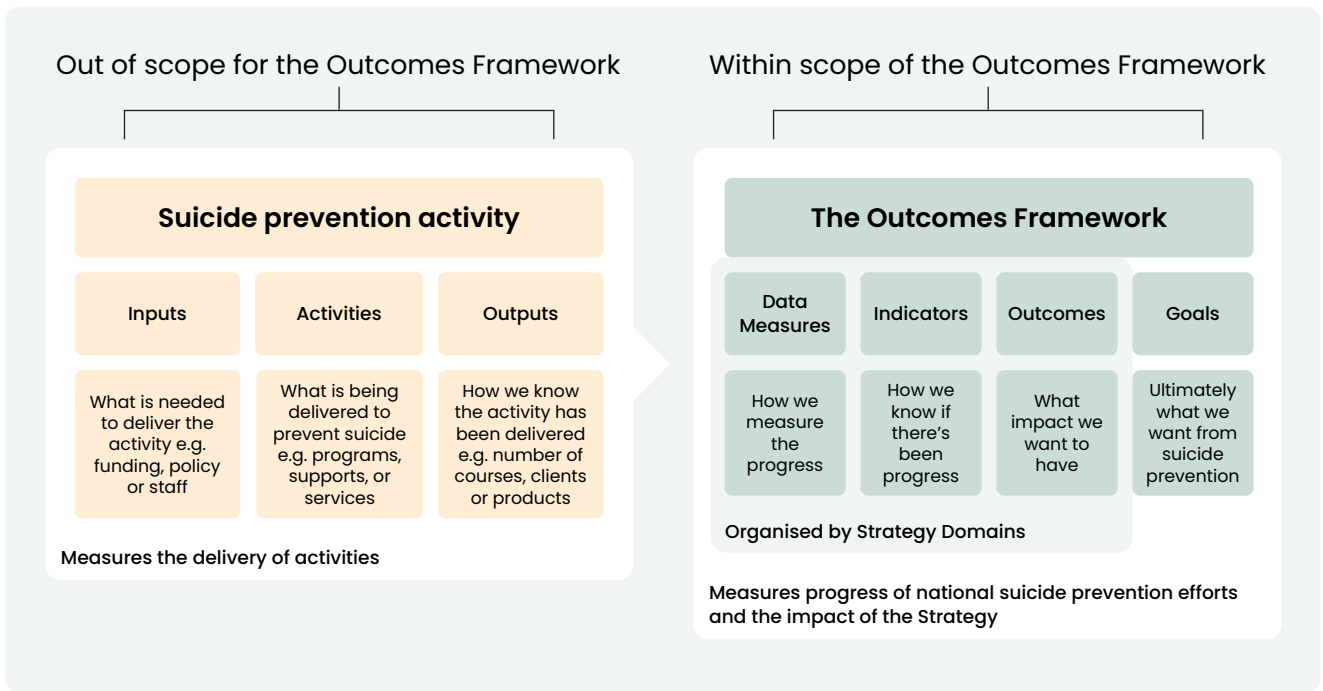 Out of scope for the Outcomes Framework
Suicide prevention activity
Inputs
Activities
Outputs
What is needed
to deliver the
activity e.g.
funding, policy
or staff
What is being
delivered to
prevent suicide
e.g. programs,
supports, or
services
How we know
the activity has
been delivered
e.g. number of
courses, clients
or products
Measures the delivery of activities
Within scope of the Outcomes Framework
The Outcomes Framework
Data
Measures
Indicators
Outcomes
Goals
How we
measure
the
progress
How we
know if
there’s
been
progress
What
impact we
want to
have
Ultimately
what we
want from
suicide
prevention
Organised by Strategy Domains
Measures progress of national suicide prevention efforts
and the impact of the Strategy